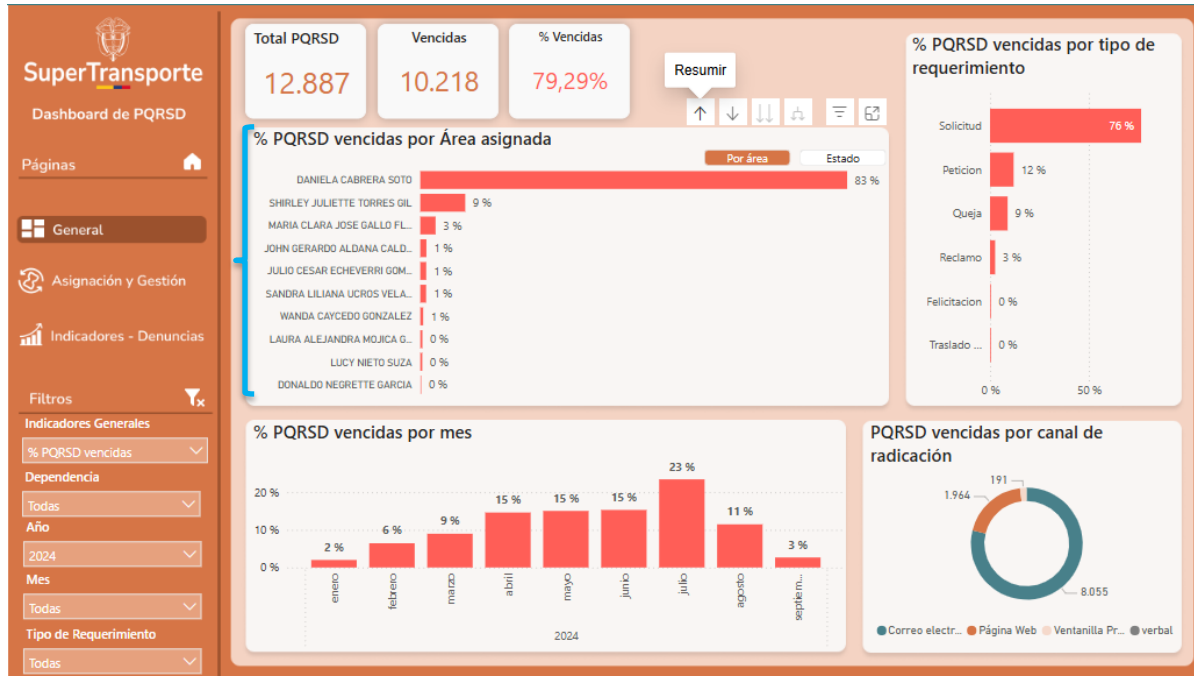 SuperTransporte
Dashboard de PQRSD
Páginas
General
Asignación y Gestión
Indicadores - Denuncias
Filtros
Indicadores Generales
% PQRSD vencidas
Dependencia
Todas
Año
2024
Mes
Todas
Tipo de Requerimiento
Todas
Total PQRSD
12.887
Vencidas
10.218
% Vencidas
79,29%
Resumir
% PQRSD vencidas por Área asignada
Por área
Estado
DANIELA CABRERA SOTO 83 %
SHIRLEY JULIETTE TORRES GIL 9 %
MARIA CLARA JOSE GALLO FL... 3 %
JOHN GERARDO ALDANA CALD... 1 %
JULIO CESAR ECHEVERRI GOM... 1 %
SANDRA LILIANA UCROS VELA... 1 %
WANDA CAYCEDO GONZALEZ 1 %
LAURA ALEJANDRA MOJICA G... 0 %
LUCY NIETO SUZA 0 %
DONALDO NEGRETTE GARCIA 0 %
% PQRSD vencidas por tipo de
requerimiento
Solicitud 76 %
Peticion 12 %
Queja 9 %
Reclamo 3 %
Felicitacion 0 %
Traslado ... 0 %
0 % 50 %
% PQRSD vencidas por mes
20 %
10 %
0 %
2 %
6 %
9 %
15 %
15 %
15 %
23 %
11 %
3 %
enero
febrero
marzo
abril
mayo
junio
julio
agosto
septiem...
2024
PQRSD vencidas por canal de
radicación
191
1.964
8.055
Correo electr... Página Web Ventanilla Pr... verbal